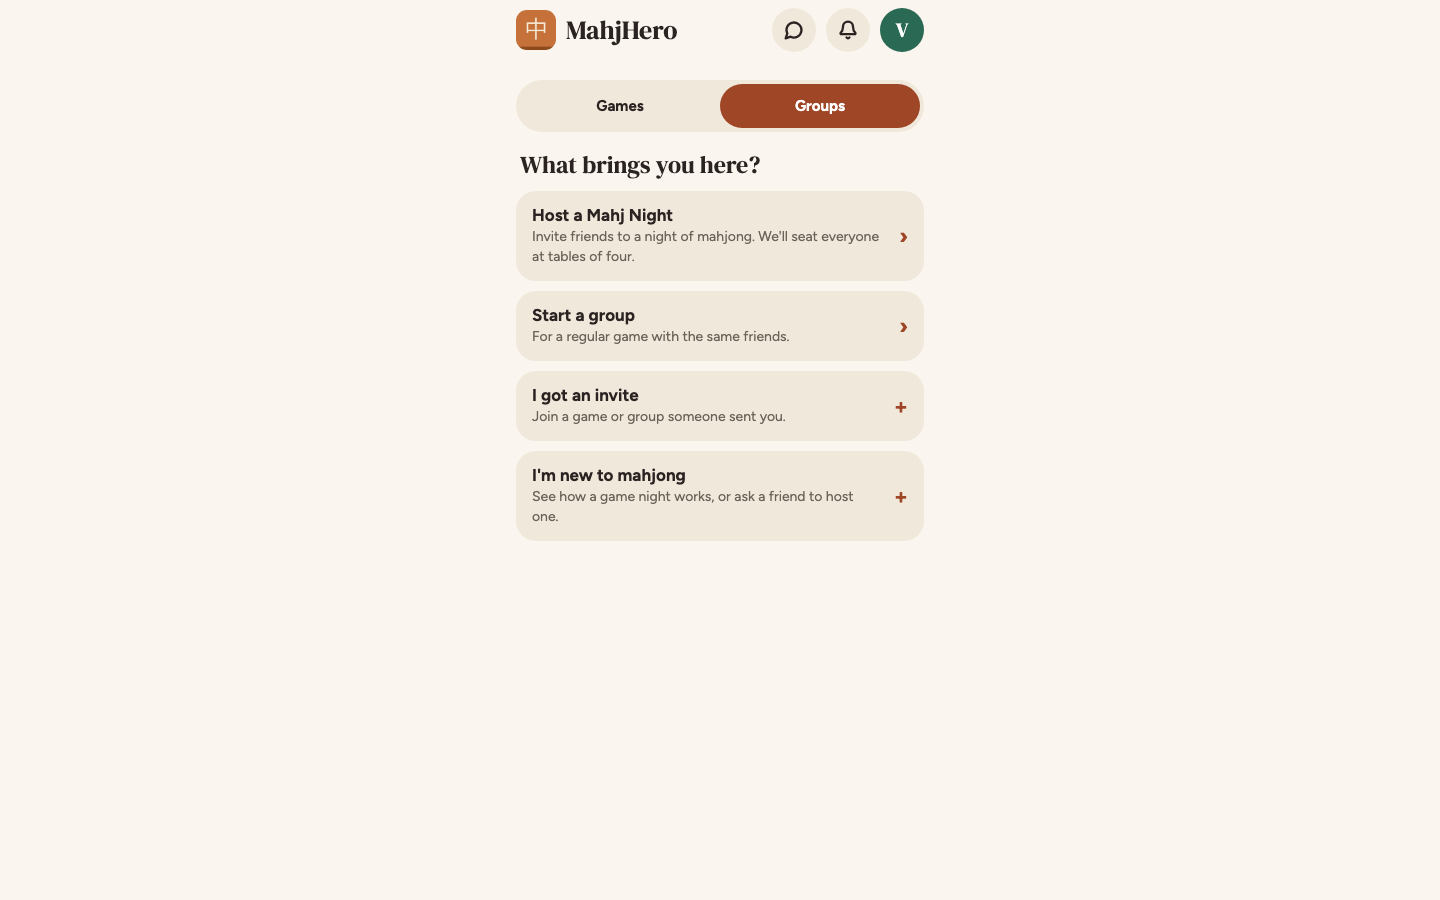 中 MahjHero V
Games Groups
What brings you here?
Host a Mahj Night
Invite friends to a night of mahjong. We'll seat everyone
at tables of four.
›
Start a group
For a regular game with the same friends.
›
I got an invite
Join a game or group someone sent you.
+
I'm new to mahjong
See how a game night works, or ask a friend to host
one.
+